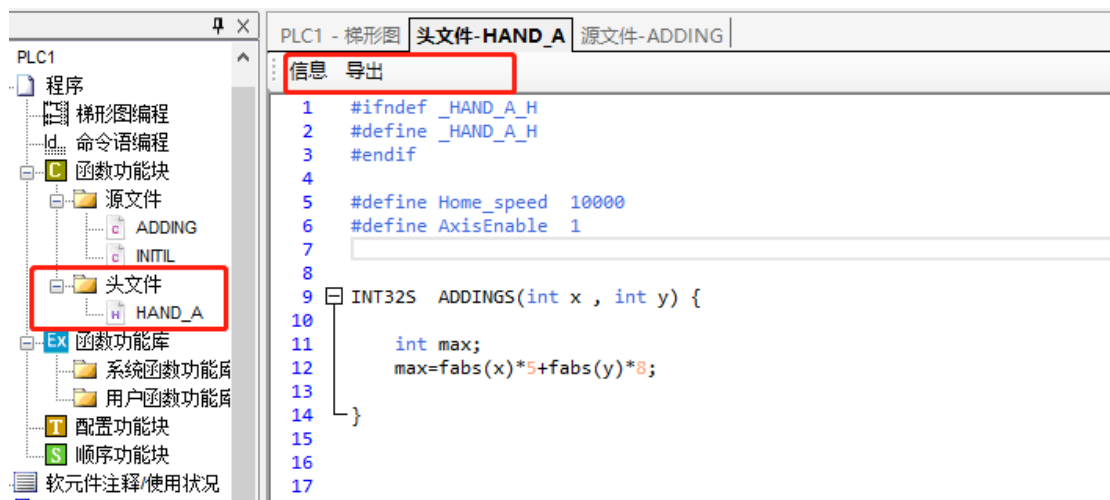 PLC1
程序
梯形图编程
命令语编程
函数功能块
源文件
ADDING
INITIL
头文件
HAND_A
函数功能库
系统函数功能库
用户函数功能库
配置功能块
顺序功能块
软元件注释/使用状况
PLC1 - 梯形图 头文件-HAND_A 源文件-ADDING
信息 导出
1 #ifndef _HAND_A_H
2 #define _HAND_A_H
3 #endif
4
5 #define Home_speed  10000
6 #define AxisEnable  1
7
8
9 INT32S  ADDINGS(int x , int y) {
10
11     int max;
12     max=fabs(x)*5+fabs(y)*8;
13
14 }
15
16
17